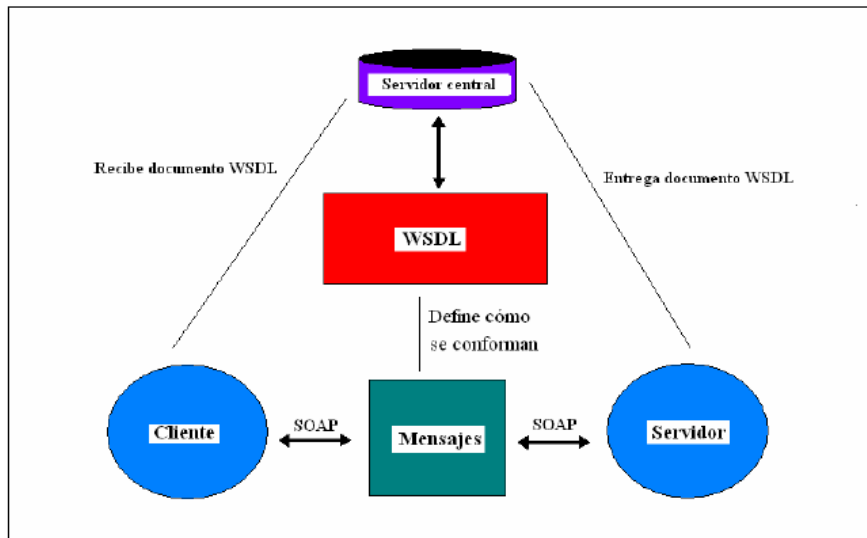 Servidor central
Recibe documento WSDL
Entrega documento WSDL
WSDL
Define cómo
se conforman
Cliente
SOAP
Mensajes
SOAP
Servidor